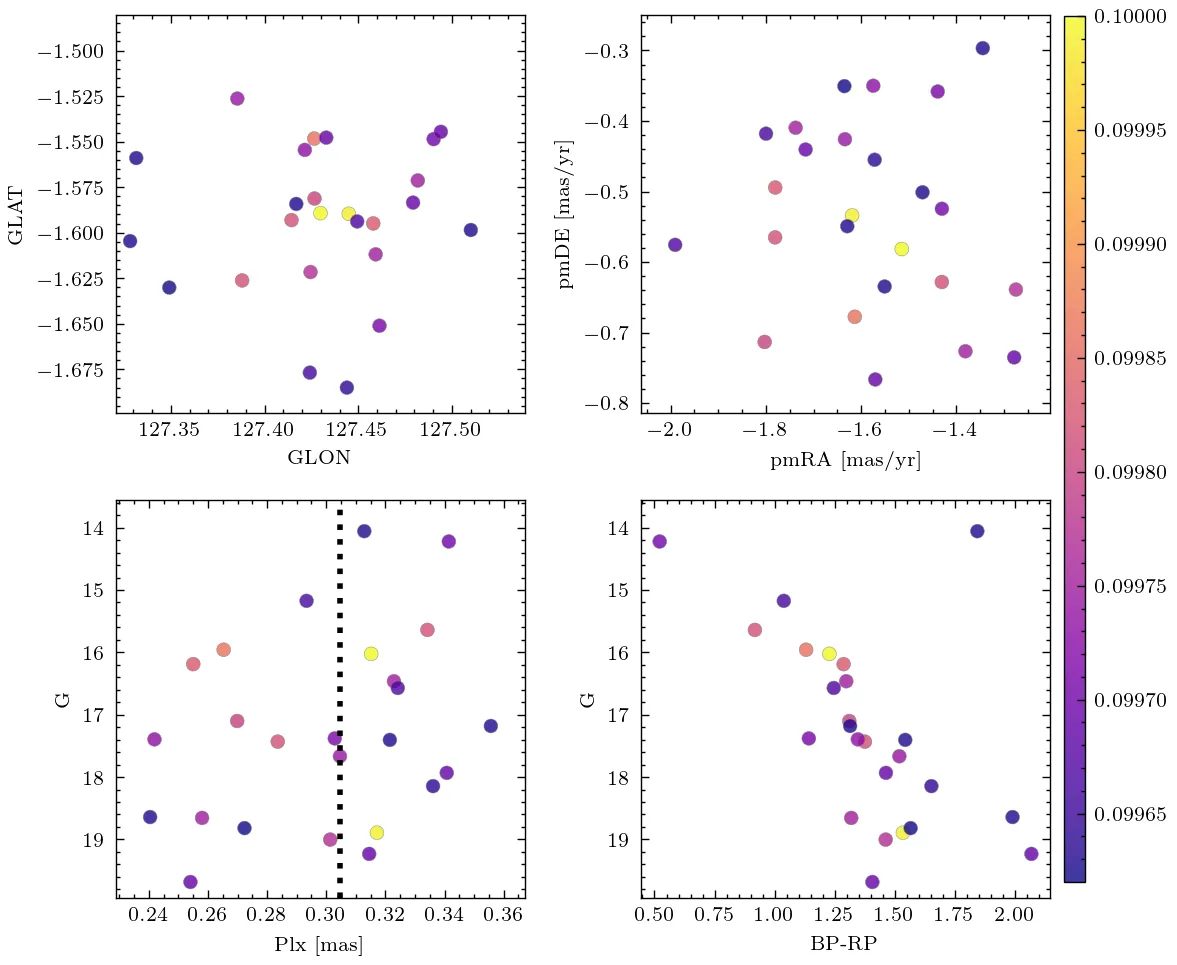 −1.500
−1.525
−1.550
−1.575
−1.600
−1.625
−1.650
−1.675
GLAT
127.35 127.40 127.45 127.50
GLON
−0.3
−0.4
−0.5
−0.6
−0.7
−0.8
pmDE [mas/yr]
−2.0 −1.8 −1.6 −1.4
pmRA [mas/yr]
14
15
16
17
18
19
G
0.24 0.26 0.28 0.30 0.32 0.34 0.36
Plx [mas]
14
15
16
17
18
19
G
0.50 0.75 1.00 1.25 1.50 1.75 2.00
BP-RP
0.10000
0.09995
0.09990
0.09985
0.09980
0.09975
0.09970
0.09965